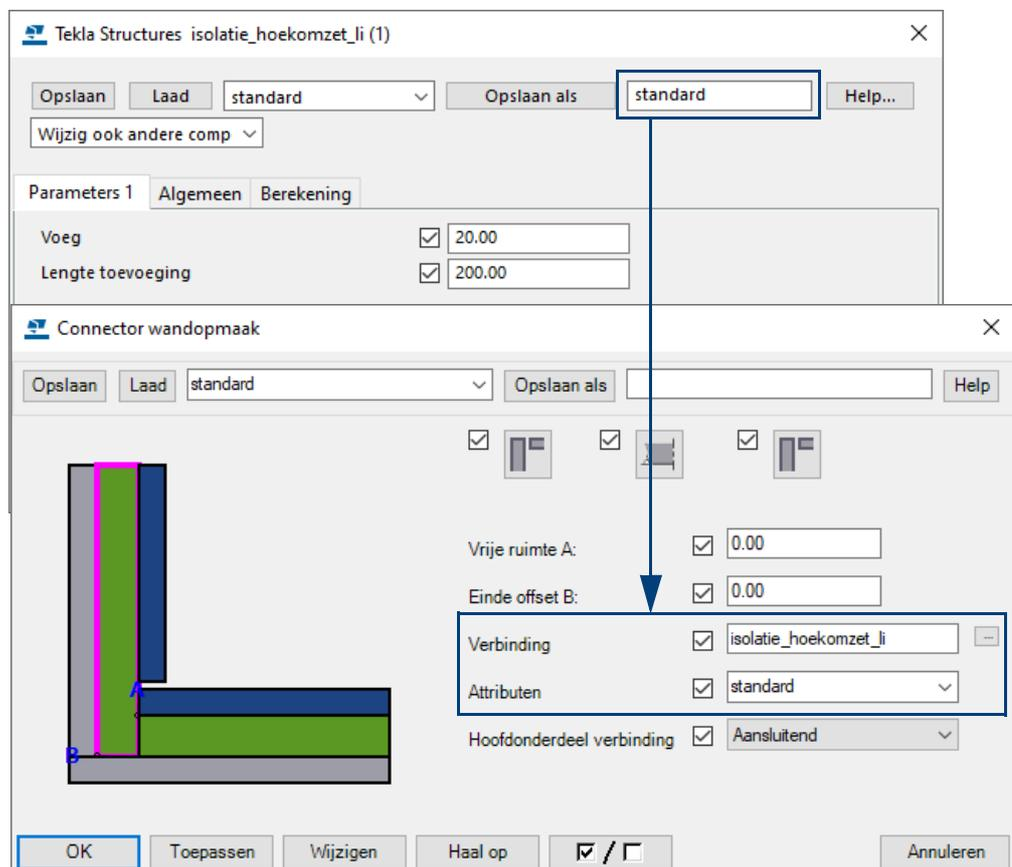 Tekla Structures isolatie_hoekomzet_li (1)
Opslaan Laad standard Opslaan als standard Help...
Wijzig ook andere comp
Parameters 1 Algemeen Berekening
Voeg 20.00
Lengte toevoeging 200.00
Connector wandopmaak
Opslaan Laad standard Opslaan als Help
Vrije ruimte A: 0.00
Einde offset B: 0.00
Verbinding isolatie_hoekomzet_li ...
Attributen standard
Hoofdonderdeel verbinding Aansluitend
A
B
OK Toepassen Wijzigen Haal op / Annuleren